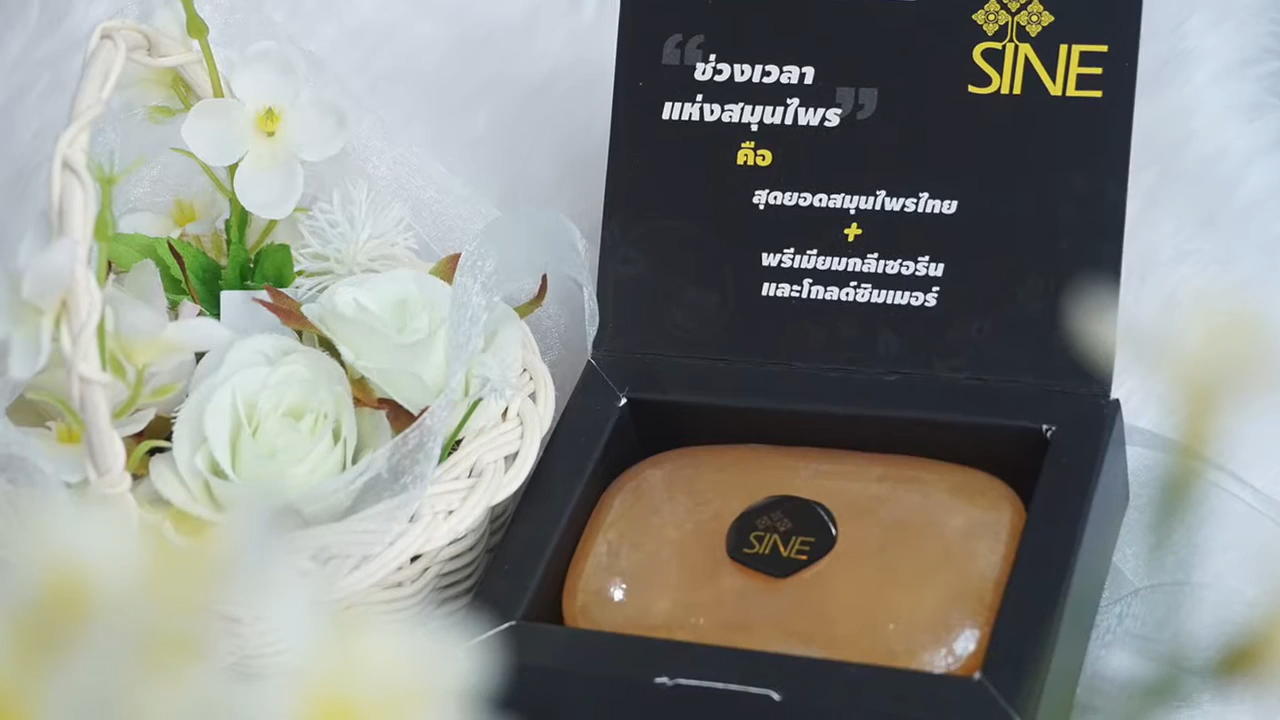 SINE
“ช่วงเวลา
แห่งสมุนไพร”
คือ
สุดยอดสมุนไพรไทย
+
พรีเมียมกลีเซอรีน
และโกลด์ชิมเมอร์
SINE